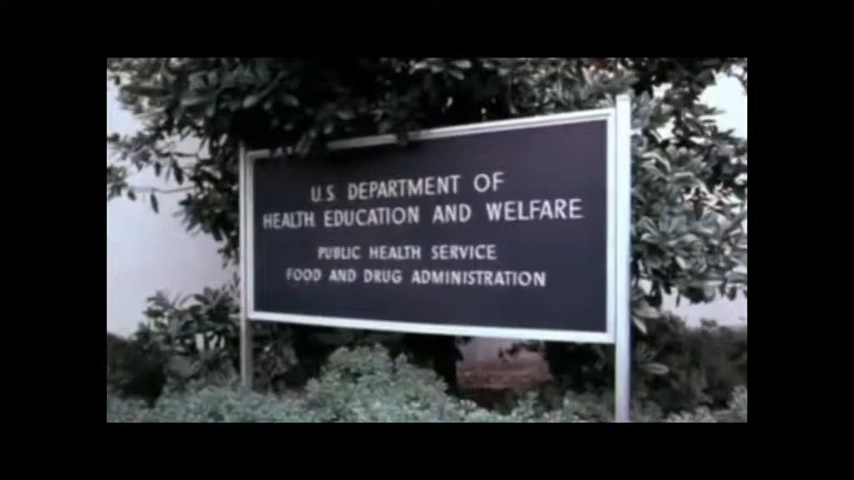 U.S. DEPARTMENT OF
HEALTH EDUCATION AND WELFARE
PUBLIC HEALTH SERVICE
FOOD AND DRUG ADMINISTRATION